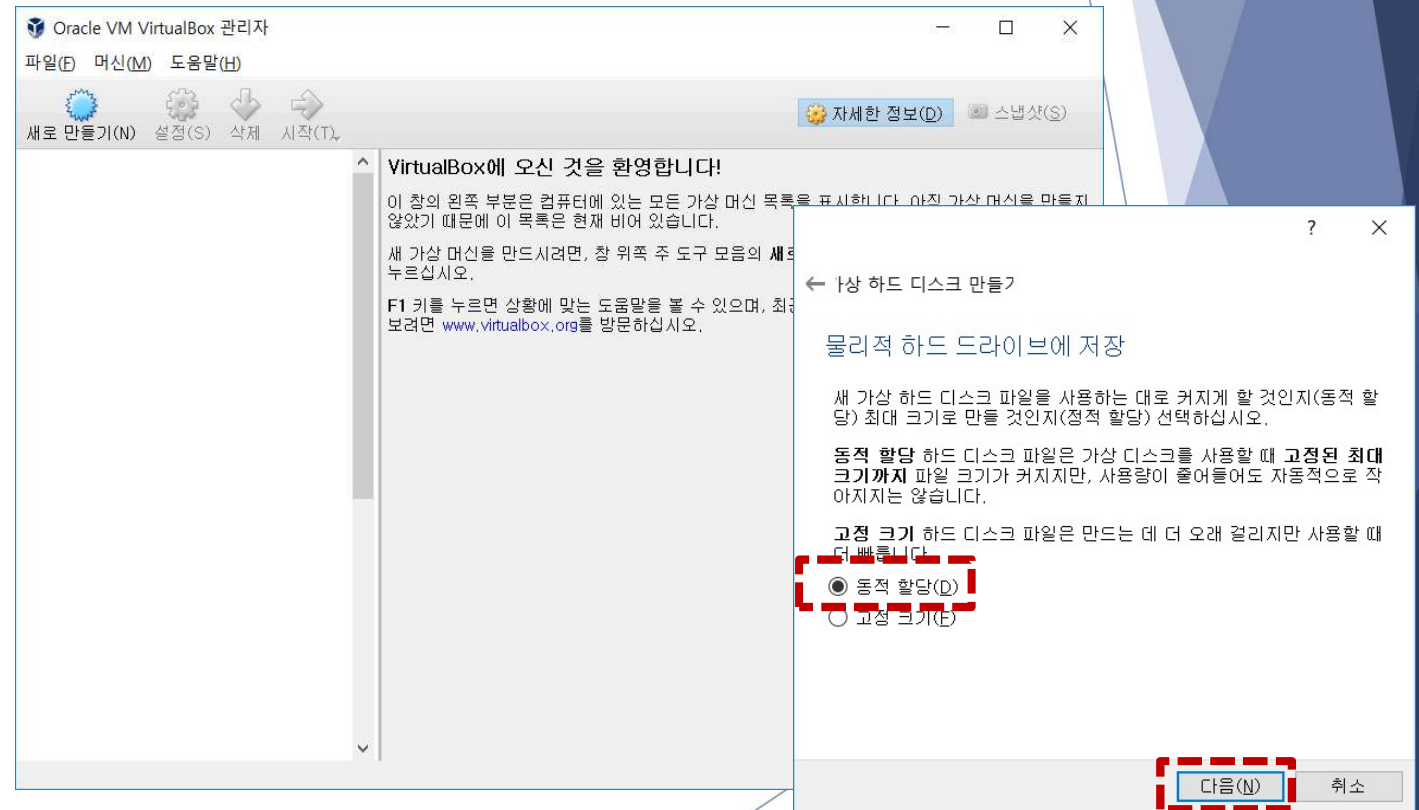 Oracle VM VirtualBox 관리자
파일(F) 머신(M) 도움말(H)
새로 만들기(N) 설정(S) 삭제 시작(T)
자세한 정보(D) 스냅샷(S)
VirtualBox에 오신 것을 환영합니다!
이 창의 왼쪽 부분은 컴퓨터에 있는 모든 가상 머신 목록을 표시합니다. 아직 가상 머신을 만들지
않았기 때문에 이 목록은 현재 비어 있습니다.
새 가상 머신을 만드시려면, 창 위쪽 주 도구 모음의
누르십시오.
F1 키를 누르면 상황에 맞는 도움말을 볼 수 있으며,
보려면 www.virtualbox.org를 방문하십시오.
? ×
상 하드 디스크 만들
물리적 하드 드라이브에 저장
새 가상 하드 디스크 파일을 사용하는 대로 커지게 할 것인지(동적 할
당) 최대 크기로 만들 것인지(정적 할당) 선택하십시오.
동적 할당 하드 디스크 파일은 가상 디스크를 사용할 때 고정된 최대
크기까지 파일 크기가 커지지만, 사용량이 줄어들어도 자동적으로 작
아지지는 않습니다.
고정 크기 하드 디스크 파일은 만드는 데 더 오래 걸리지만 사용할 때
더 빠릅니다.
동적 할당(D)
고정 크기(F)
다음(N) 취소